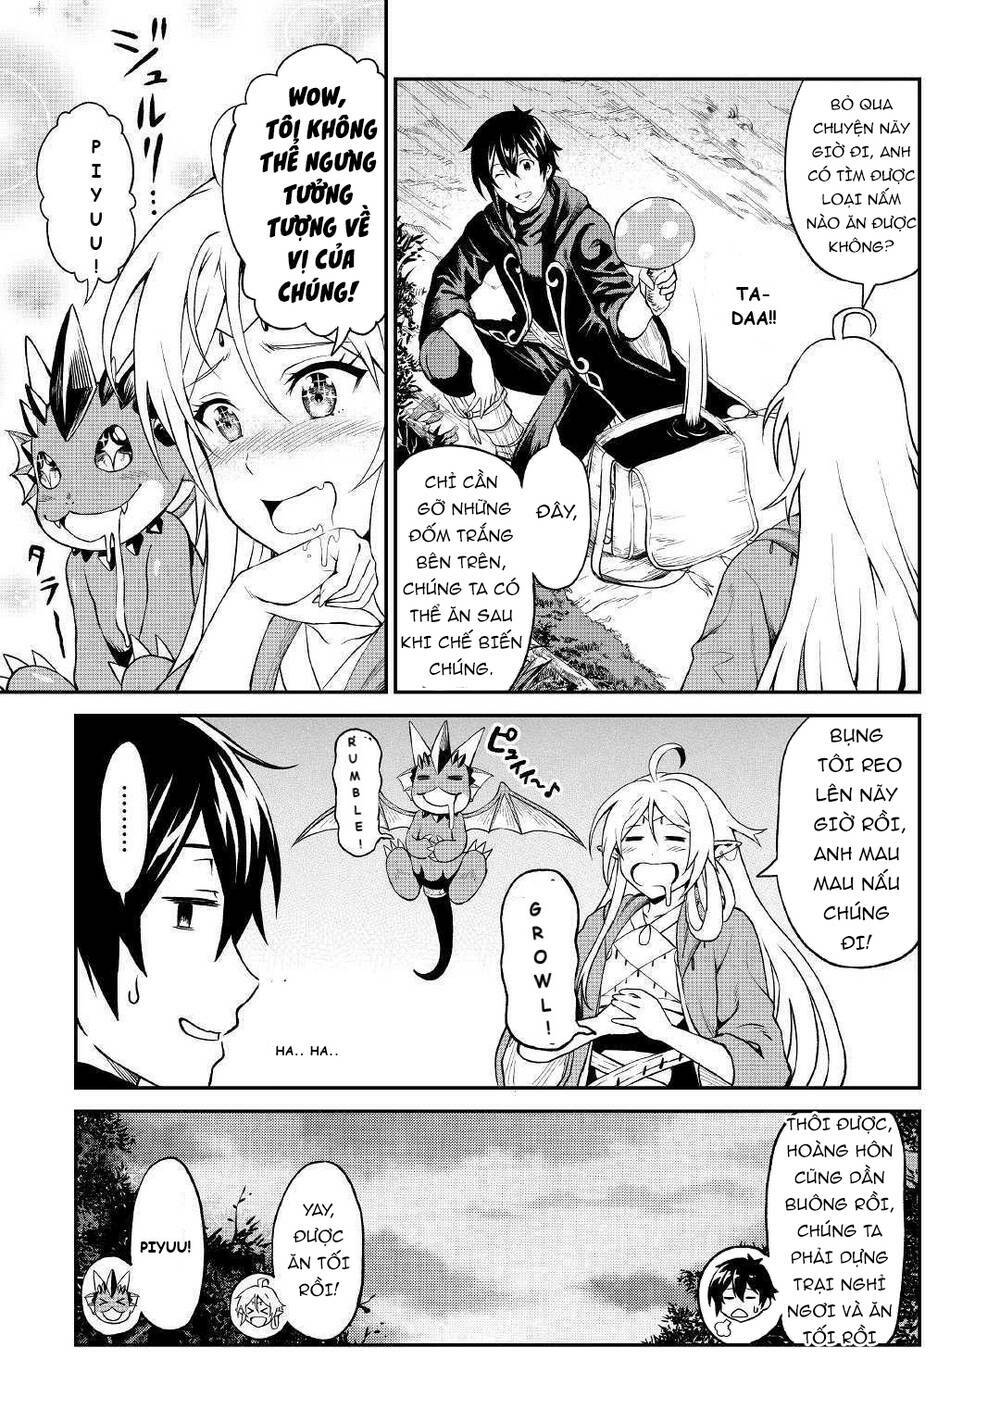 BỎ QUA
CHUYỆN NÀY
GIỜ ĐI, ANH
CÓ TÌM ĐƯỢC
LOẠI NẤM
NÀO ĂN ĐƯỢC
KHÔNG?
TA-
DAA!!
ĐÂY,
CHỈ CẦN
GỠ NHỮNG
ĐỐM TRẮNG
BÊN TRÊN,
CHÚNG TA CÓ
THỂ ĂN SAU
KHI CHẾ BIẾN
CHÚNG.
WOW,
TÔI KHÔNG
THỂ NGƯNG
TƯỞNG
TƯỢNG VỀ
VỊ CỦA
CHÚNG!
ジュルリ…
PIYUU!
タラー
BỤNG
TÔI REO
LÊN NÃY
GIỜ RỒI,
ANH MAU
MAU NẤU
CHÚNG
ĐI!
GROWL!
ピイイイ〜♪
RUMBLE!
........
HA.. HA..
THÔI ĐƯỢC,
HOÀNG HÔN
CŨNG DẦN
BUÔNG RỒI,
CHÚNG TA
PHẢI DỰNG
TRẠI NGHỈ
NGƠI VÀ ĂN
TỐI RỒI
YAY,
ĐƯỢC
ĂN TỐI
RỒI!
PIYUU!